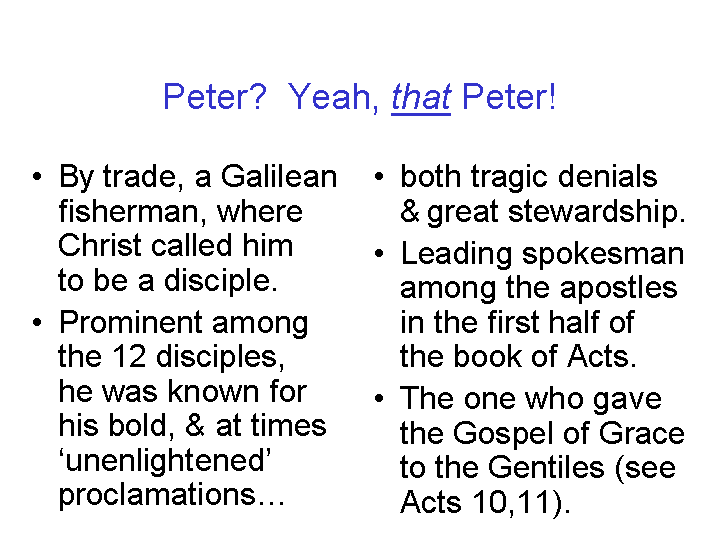 Peter?  Yeah, that Peter!
• By trade, a Galilean
fisherman, where
Christ called him
to be a disciple.
• Prominent among
the 12 disciples,
he was known for
his bold, & at times
‘unenlightened’
proclamations…
• both tragic denials
& great stewardship.
• Leading spokesman
among the apostles
in the first half of
the book of Acts.
• The one who gave
the Gospel of Grace
to the Gentiles (see
Acts 10,11).